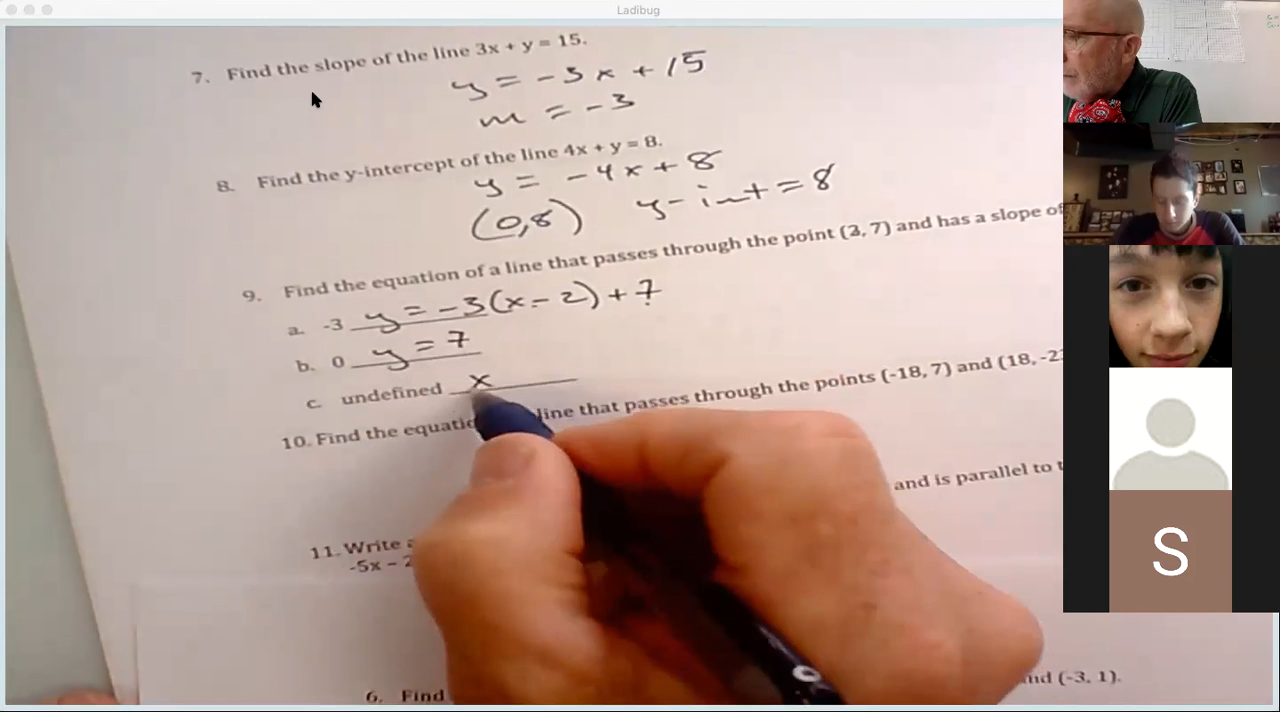 Ladibug
7. Find the slope of the line 3x + y = 15.
y = -3x + 15
m = -3
8. Find the y-intercept of the line 4x + y = 8.
y = -4x + 8
(0,8) y-int = 8
9. Find the equation of a line that passes through the point (2, 7) and has a slope of
a. -3 y = -3(x - 2) + 7
b. 0 y = 7
c. undefined x
10. Find the line that passes through the points (-18, 7) and (18,
and is parallel to
11. Write
-5x -
6. Find (-3, 1).
S